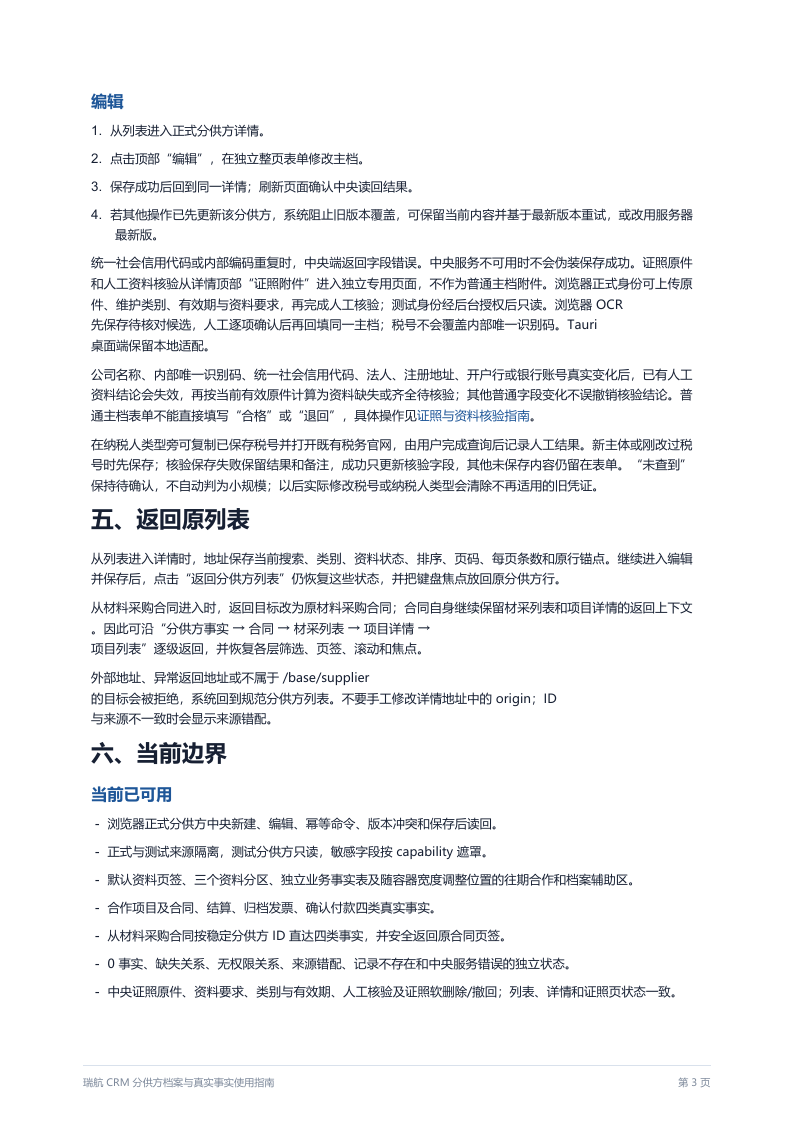 编辑
1. 从列表进入正式分供方详情。
2. 点击顶部“编辑”，在独立整页表单修改主档。
3. 保存成功后回到同一详情；刷新页面确认中央读回结果。
4. 若其他操作已先更新该分供方，系统阻止旧版本覆盖，可保留当前内容并基于最新版本重试，或改用服务器
最新版。
统一社会信用代码或内部编码重复时，中央端返回字段错误。中央服务不可用时不会伪装保存成功。证照原件
和人工资料核验从详情顶部“证照附件”进入独立专用页面，不作为普通主档附件。浏览器正式身份可上传原
件、维护类别、有效期与资料要求，再完成人工核验；测试身份经后台授权后只读。浏览器 OCR
先保存待核对候选，人工逐项确认后再回填同一主档；税号不会覆盖内部唯一识别码。Tauri
桌面端保留本地适配。
公司名称、内部唯一识别码、统一社会信用代码、法人、注册地址、开户行或银行账号真实变化后，已有人工
资料结论会失效，再按当前有效原件计算为资料缺失或齐全待核验；其他普通字段变化不误撤销核验结论。普
通主档表单不能直接填写“合格”或“退回”，具体操作见证照与资料核验指南。
在纳税人类型旁可复制已保存税号并打开既有税务官网，由用户完成查询后记录人工结果。新主体或刚改过税
号时先保存；核验保存失败保留结果和备注，成功只更新核验字段，其他未保存内容仍留在表单。“未查到”
保持待确认，不自动判为小规模；以后实际修改税号或纳税人类型会清除不再适用的旧凭证。
五、返回原列表
从列表进入详情时，地址保存当前搜索、类别、资料状态、排序、页码、每页条数和原行锚点。继续进入编辑
并保存后，点击“返回分供方列表”仍恢复这些状态，并把键盘焦点放回原分供方行。
从材料采购合同进入时，返回目标改为原材料采购合同；合同自身继续保留材采列表和项目详情的返回上下文
。因此可沿“分供方事实 → 合同 → 材采列表 → 项目详情 →
项目列表”逐级返回，并恢复各层筛选、页签、滚动和焦点。
外部地址、异常返回地址或不属于 /base/supplier
的目标会被拒绝，系统回到规范分供方列表。不要手工修改详情地址中的 origin；ID
与来源不一致时会显示来源错配。
六、当前边界
当前已可用
- 浏览器正式分供方中央新建、编辑、幂等命令、版本冲突和保存后读回。
- 正式与测试来源隔离，测试分供方只读，敏感字段按 capability 遮罩。
- 默认资料页签、三个资料分区、独立业务事实表及随容器宽度调整位置的往期合作和档案辅助区。
- 合作项目及合同、结算、归档发票、确认付款四类真实事实。
- 从材料采购合同按稳定分供方 ID 直达四类事实，并安全返回原合同页签。
- 0 事实、缺失关系、无权限关系、来源错配、记录不存在和中央服务错误的独立状态。
- 中央证照原件、资料要求、类别与有效期、人工核验及证照软删除/撤回；列表、详情和证照页状态一致。
瑞航 CRM 分供方档案与真实事实使用指南
第 3 页